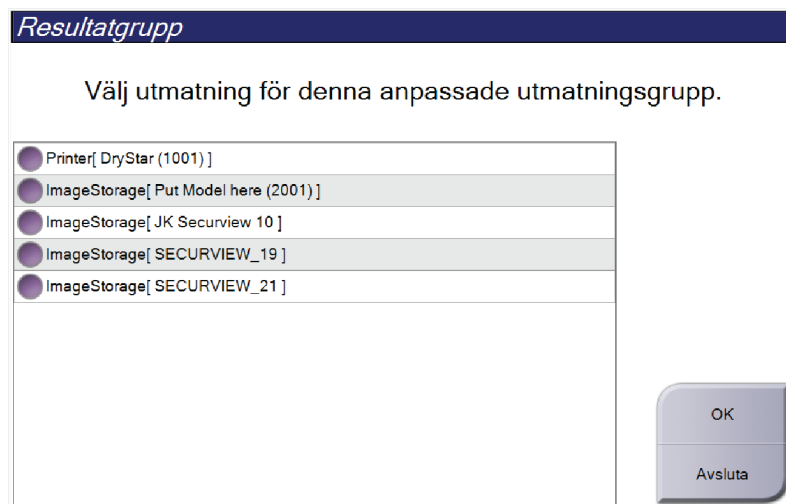 Resultatgrupp
Välj utmatning för denna anpassade utmatningsgrupp.
Printer[ DryStar (1001) ]
ImageStorage[ Put Model here (2001) ]
ImageStorage[ JK Securview 10 ]
ImageStorage[ SECURVIEW_19 ]
ImageStorage[ SECURVIEW_21 ]
OK
Avsluta